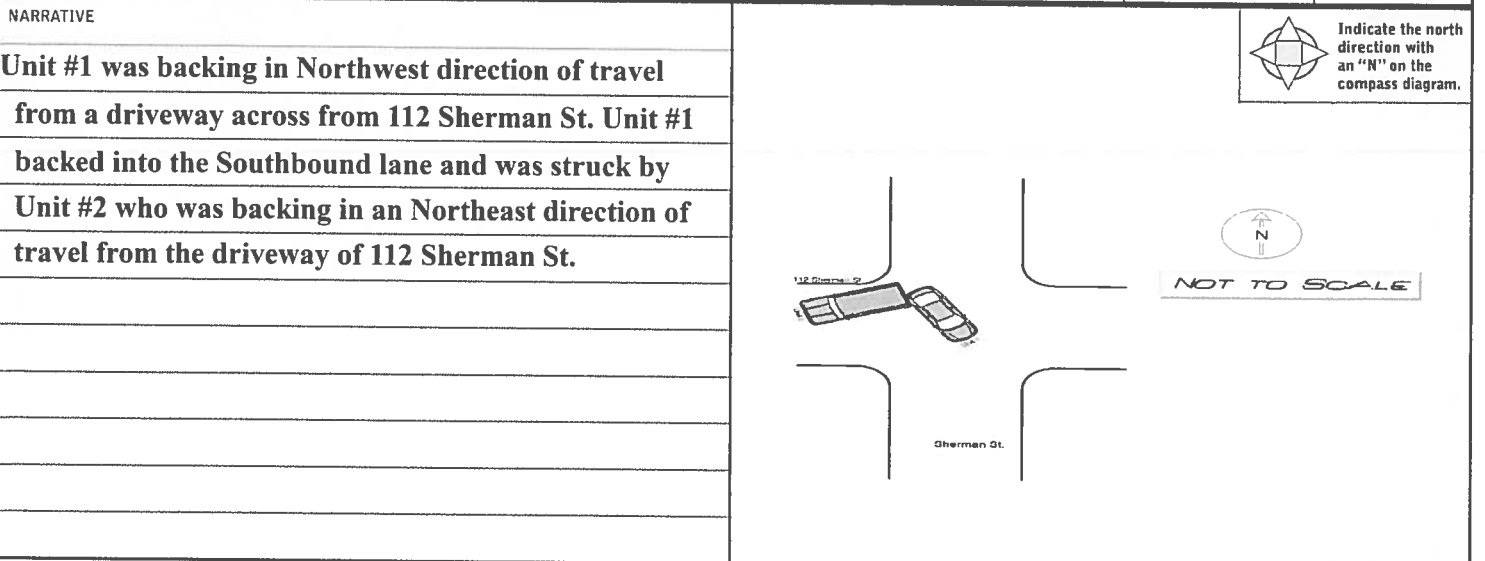 NARRATIVE
Unit #1 was backing in Northwest direction of travel
from a driveway across from 112 Sherman St. Unit #1
backed into the Southbound lane and was struck by
Unit #2 who was backing in an Northeast direction of
travel from the driveway of 112 Sherman St.
Indicate the north
direction with
an "N" on the
compass diagram.
N
NOT TO SCALE
112 Sherman St
Sherman St.